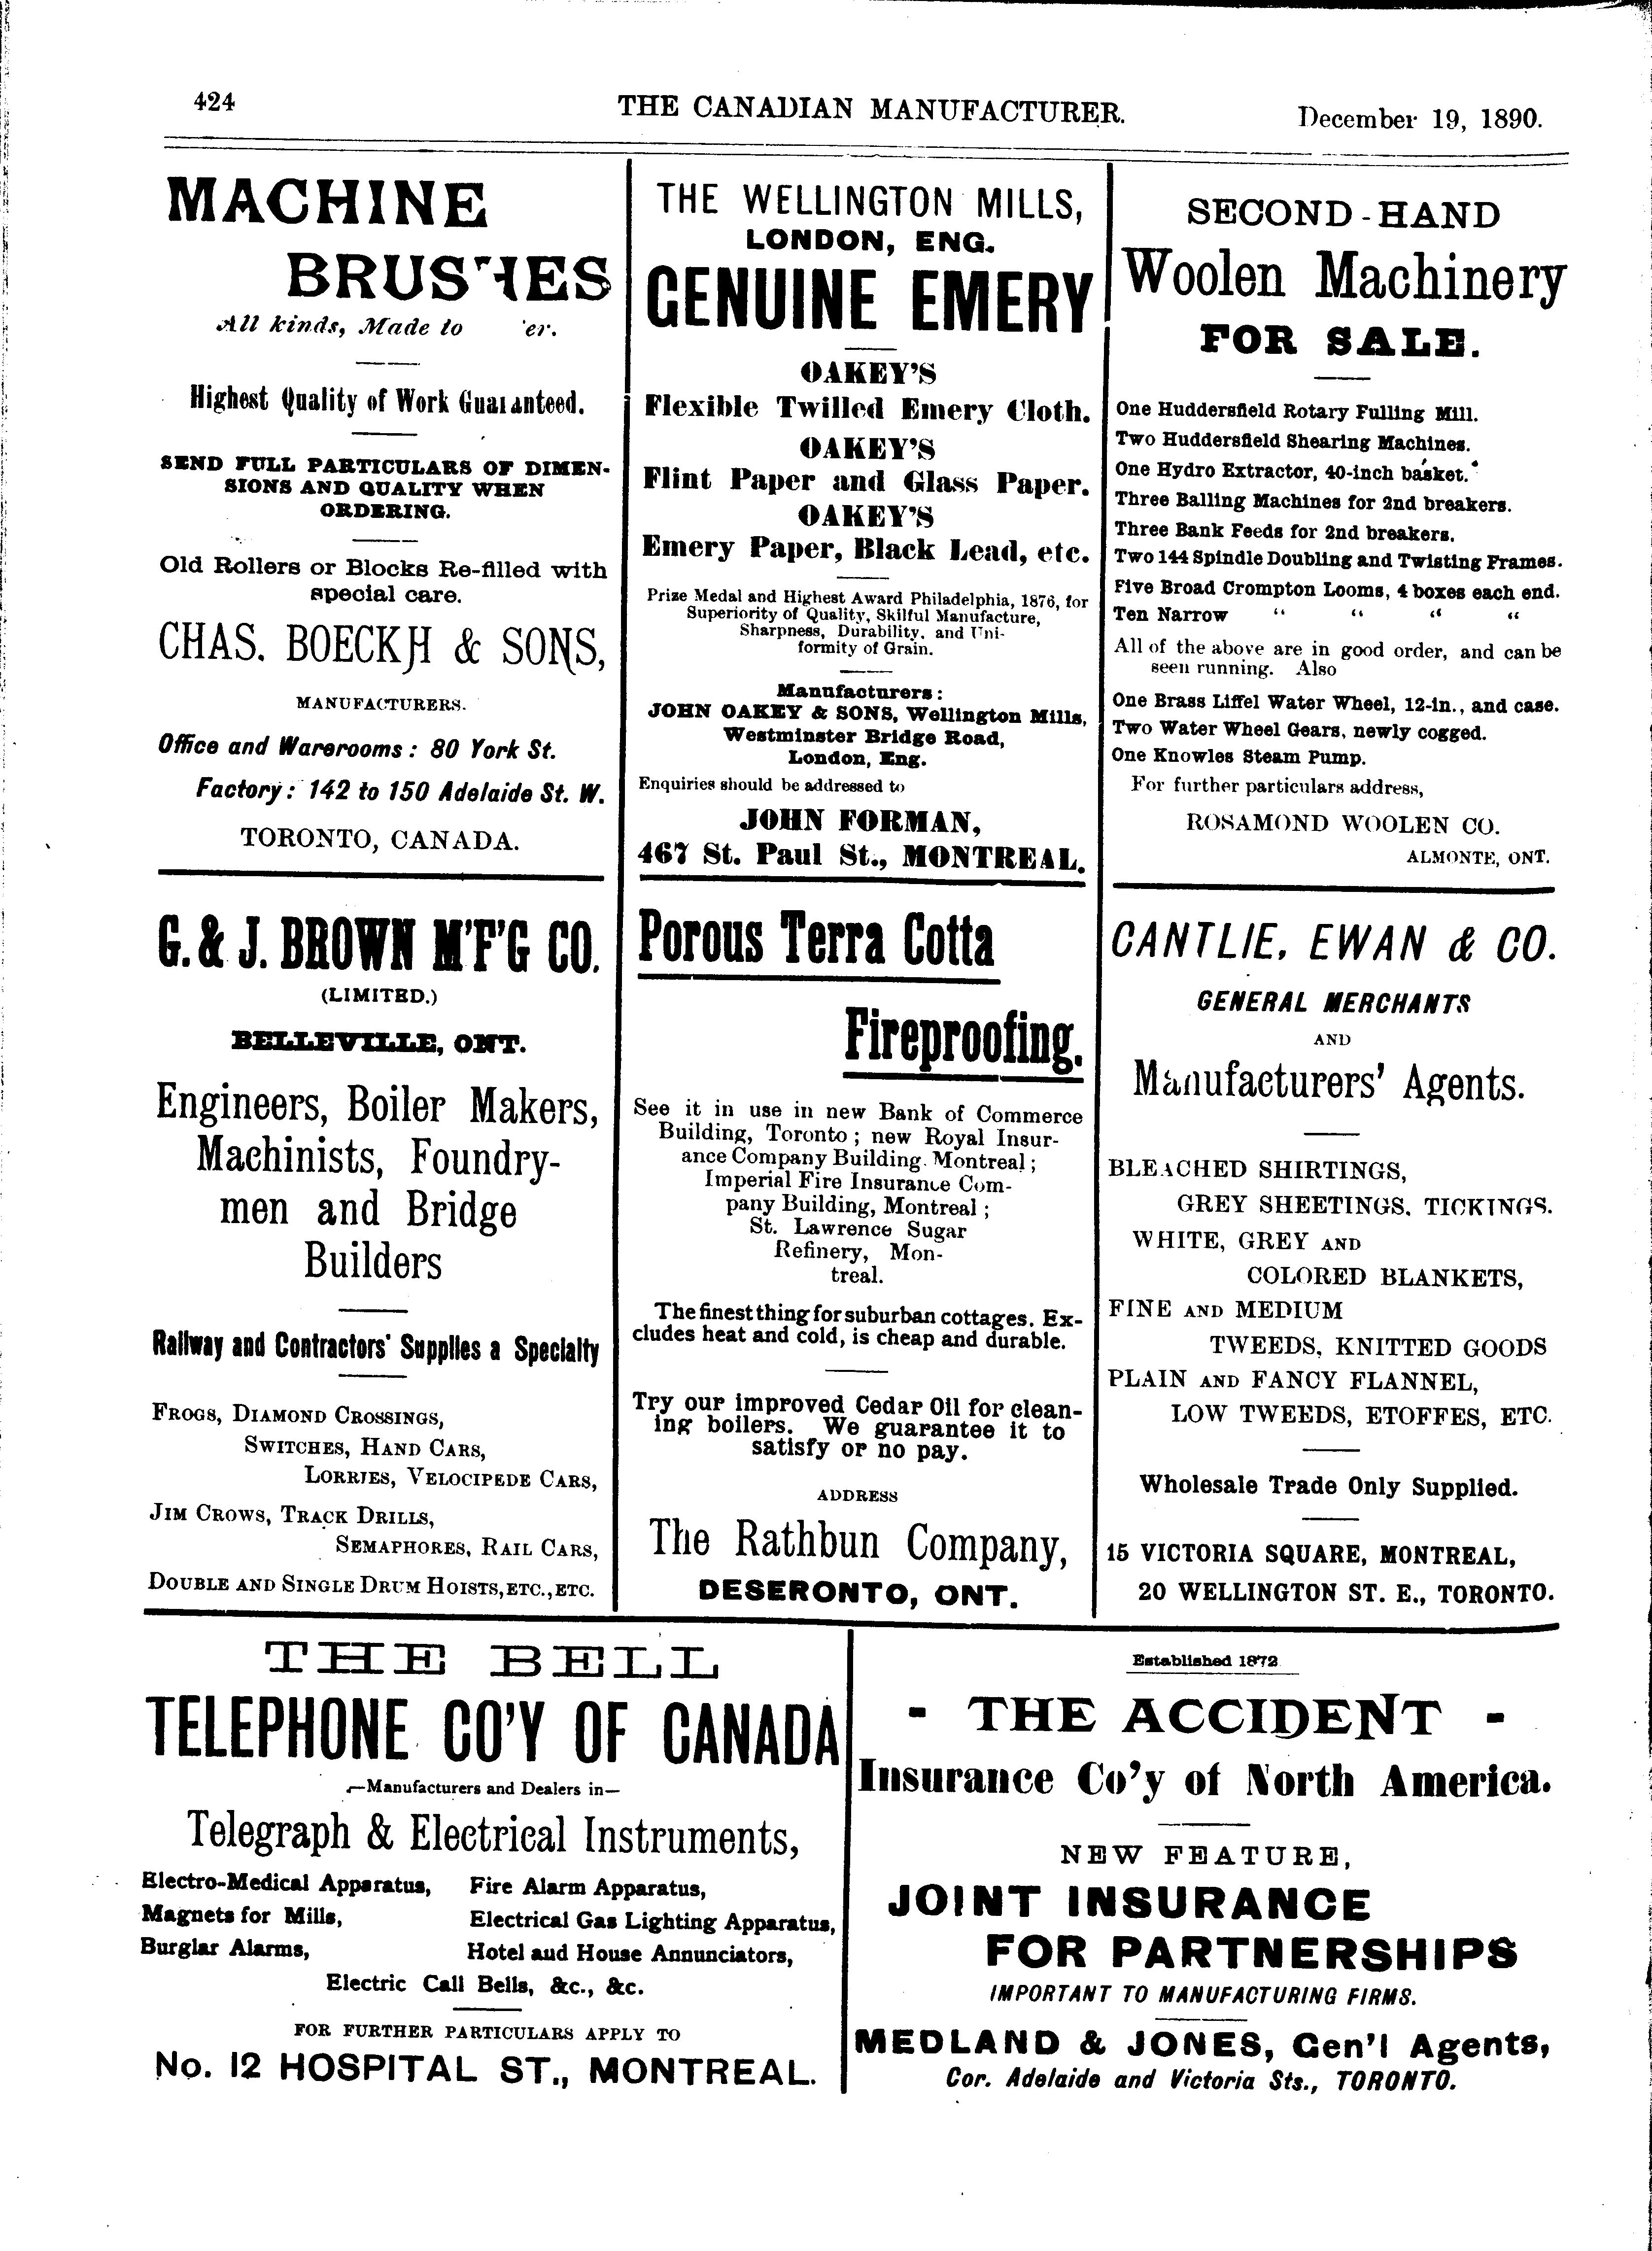 424
THE CANADIAN MANUFACTURER.
December 19, 1890.
MACHINE
BRUSHES
All kinds, Made to
Highest Quality of Work Guaranteed.
SEND FULL PARTICULARS OF DIMEN-
SIONS AND QUALITY WHEN
ORDERING.
Old Rollers or Blocks Re-filled with
special care.
CHAS. BOECKH & SONS,
MANUFACTURERS.
Office and Warerooms: 80 York St.
Factory: 142 to 150 Adelaide St. W.
TORONTO, CANADA.
THE WELLINGTON MILLS,
LONDON, ENG.
GENUINE EMERY
OAKEY'S
Flexible Twilled Emery Cloth.
OAKEY'S
Flint Paper and Glass Paper.
OAKEY'S
Emery Paper, Black Lead, etc.
Prize Medal and Highest Award Philadelphia, 1876, for
Superiority of Quality, Skilful Manufacture,
Sharpness, Durability, and Uni-
formity of Grain.
Manufacturers:
JOHN OAKEY & SONS, Wellington Mills,
Westminster Bridge Road,
London, Eng.
Enquiries should be addressed to
JOHN FORMAN,
467 St. Paul St., MONTREAL.
SECOND-HAND
Woolen Machinery
FOR SALE.
One Huddersfield Rotary Fulling Mill.
Two Huddersfield Shearing Machines.
One Hydro Extractor, 40-inch basket.
Three Balling Machines for 2nd breakers.
Three Bank Feeds for 2nd breakers.
Two 144 Spindle Doubling and Twisting Frames.
Five Broad Crompton Looms, 4 boxes each end.
Ten Narrow " " " "
All of the above are in good order, and can be
seen running. Also
One Brass Liffel Water Wheel, 12-in., and case.
Two Water Wheel Gears, newly cogged.
One Knowles Steam Pump.
For further particulars address,
ROSAMOND WOOLEN CO.
ALMONTE, ONT.
G. & J. BROWN M'F'G CO.
(LIMITED.)
BELLEVILLE, ONT.
Engineers, Boiler Makers,
Machinists, Foundry-
men and Bridge
Builders
Railway and Contractors' Supplies a Specialty
FROGS, DIAMOND CROSSINGS,
SWITCHES, HAND CARS,
LORRIES, VELOCIPEDE CARS,
JIM CROWS, TRACK DRILLS,
SEMAPHORES, RAIL CARS,
DOUBLE AND SINGLE DRUM HOISTS, ETC., ETC.
Porous Terra Cotta
Fireproofing.
See it in use in new Bank of Commerce
Building, Toronto; new Royal Insur-
ance Company Building, Montreal;
Imperial Fire Insurance Com-
pany Building, Montreal;
St. Lawrence Sugar
Refinery, Mon-
treal.
The finest thing for suburban cottages. Ex-
cludes heat and cold, is cheap and durable.
Try our improved Cedar Oil for clean-
ing boilers. We guarantee it to
satisfy or no pay.
ADDRESS
The Rathbun Company,
DESERONTO, ONT.
CANTLIE, EWAN & CO.
GENERAL MERCHANTS
AND
Manufacturers' Agents.
BLEACHED SHIRTINGS,
GREY SHEETINGS, TICKINGS.
WHITE, GREY AND
COLORED BLANKETS,
FINE AND MEDIUM
TWEEDS, KNITTED GOODS
PLAIN AND FANCY FLANNEL,
LOW TWEEDS, ETOFFES, ETC.
Wholesale Trade Only Supplied.
15 VICTORIA SQUARE, MONTREAL,
20 WELLINGTON ST. E., TORONTO.
THE BELL
TELEPHONE CO'Y OF CANADA
—Manufacturers and Dealers in—
Telegraph & Electrical Instruments,
Electro-Medical Apparatus, Fire Alarm Apparatus,
Magnets for Mills, Electrical Gas Lighting Apparatus,
Burglar Alarms, Hotel and House Annunciators,
Electric Call Bells, &c., &c.
FOR FURTHER PARTICULARS APPLY TO
No. 12 HOSPITAL ST., MONTREAL.
Established 1872
- THE ACCIDENT -
Insurance Co'y of North America.
NEW FEATURE,
JOINT INSURANCE
FOR PARTNERSHIPS
IMPORTANT TO MANUFACTURING FIRMS.
MEDLAND & JONES, Gen'l Agents,
Cor. Adelaide and Victoria Sts., TORONTO.